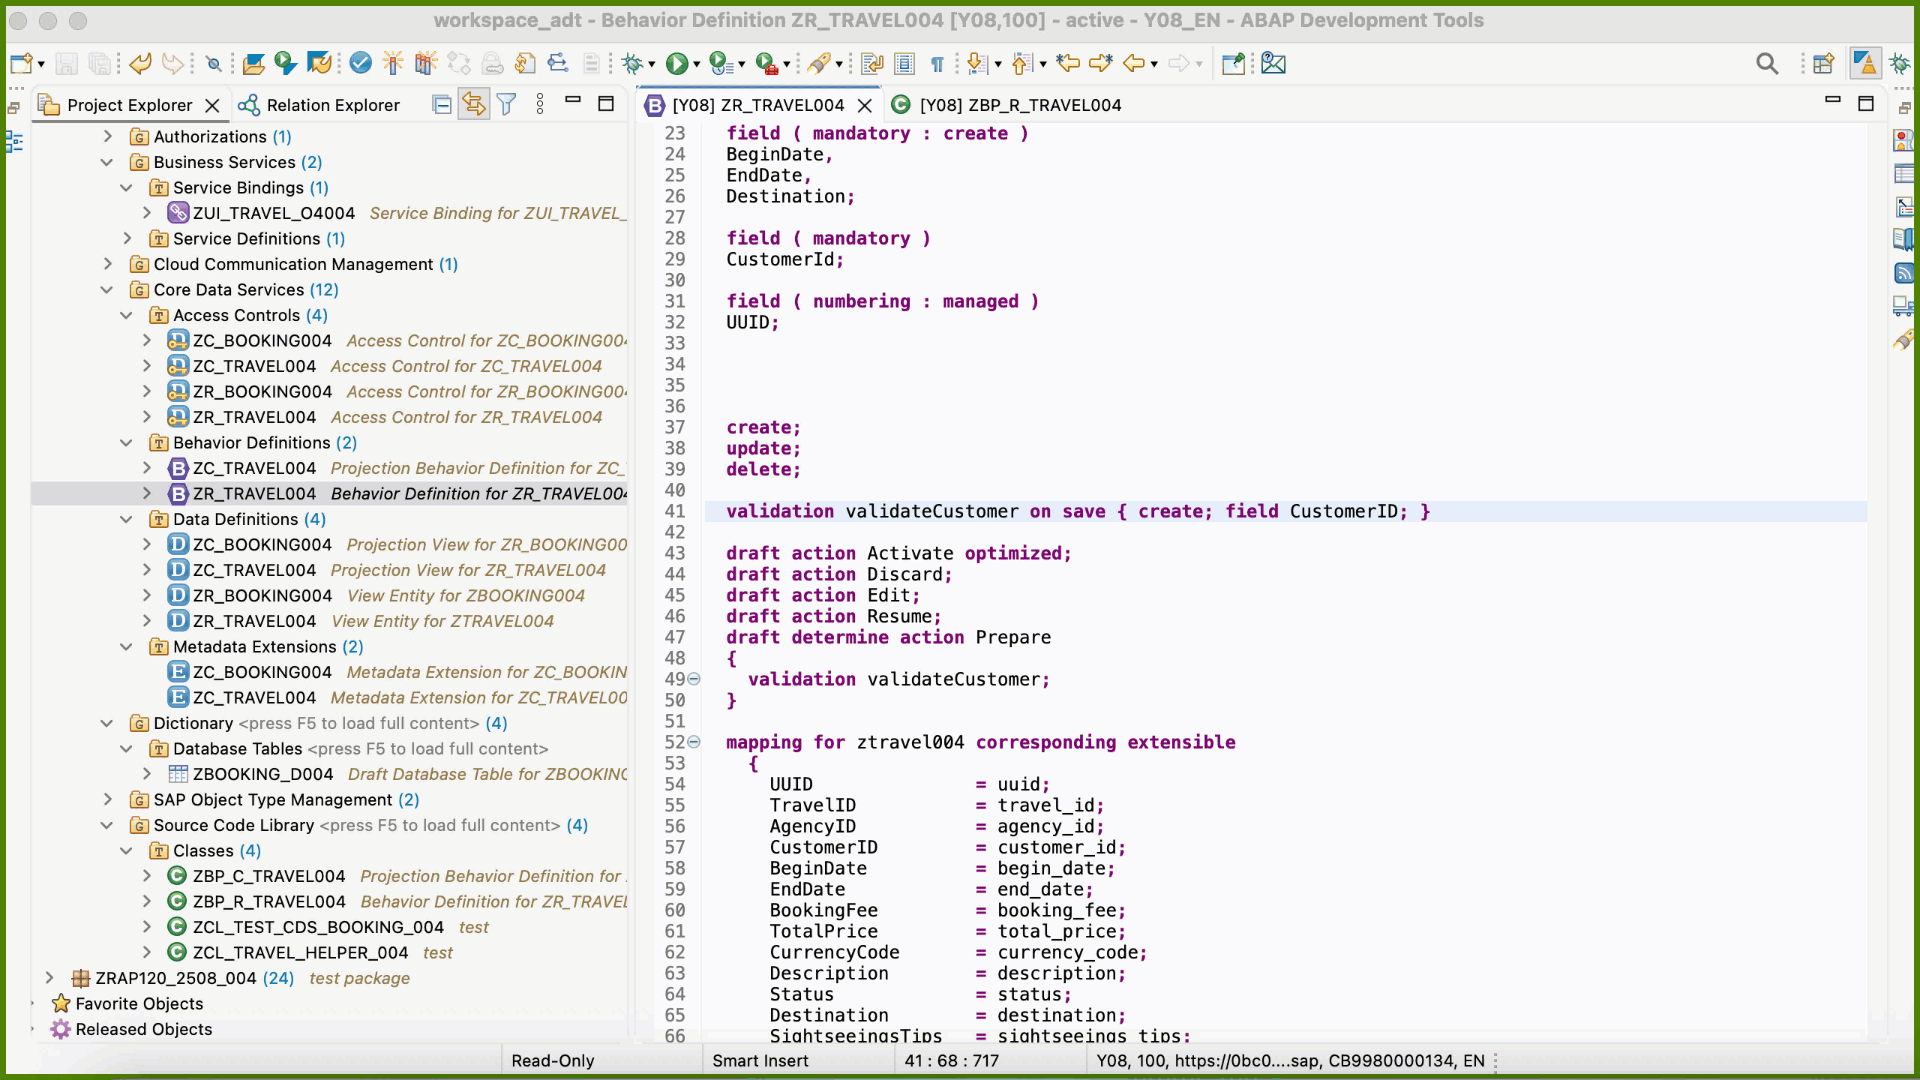 workspace_adt - Behavior Definition ZR_TRAVEL004 [Y08,100] - active - Y08_EN - ABAP Development Tools
Project Explorer
Relation Explorer
Authorizations (1)
Business Services (2)
Service Bindings (1)
ZUI_TRAVEL_O4004 Service Binding for ZUI_TRAVEL_
Service Definitions (1)
Cloud Communication Management (1)
Core Data Services (12)
Access Controls (4)
ZC_BOOKING004 Access Control for ZC_BOOKING004
ZC_TRAVEL004 Access Control for ZC_TRAVEL004
ZR_BOOKING004 Access Control for ZR_BOOKING004
ZR_TRAVEL004 Access Control for ZR_TRAVEL004
Behavior Definitions (2)
ZC_TRAVEL004 Projection Behavior Definition for ZC_
ZR_TRAVEL004 Behavior Definition for ZR_TRAVEL004
Data Definitions (4)
ZC_BOOKING004 Projection View for ZR_BOOKING00
ZC_TRAVEL004 Projection View for ZR_TRAVEL004
ZR_BOOKING004 View Entity for ZBOOKING004
ZR_TRAVEL004 View Entity for ZTRAVEL004
Metadata Extensions (2)
ZC_BOOKING004 Metadata Extension for ZC_BOOKIN
ZC_TRAVEL004 Metadata Extension for ZC_TRAVEL00
Dictionary <press F5 to load full content> (4)
Database Tables <press F5 to load full content>
ZBOOKING_D004 Draft Database Table for ZBOOKING
SAP Object Type Management (2)
Source Code Library <press F5 to load full content> (4)
Classes (4)
ZBP_C_TRAVEL004 Projection Behavior Definition for
ZBP_R_TRAVEL004 Behavior Definition for ZR_TRAVEL
ZCL_TEST_CDS_BOOKING_004 test
ZCL_TRAVEL_HELPER_004 test
ZRAP120_2508_004 (24) test package
Favorite Objects
Released Objects
[Y08] ZR_TRAVEL004
[Y08] ZBP_R_TRAVEL004
23 field ( mandatory : create )
24 BeginDate,
25 EndDate,
26 Destination;
27
28 field ( mandatory )
29 CustomerId;
30
31 field ( numbering : managed )
32 UUID;
33
34
35
36
37 create;
38 update;
39 delete;
40
41 validation validateCustomer on save { create; field CustomerID; }
42
43 draft action Activate optimized;
44 draft action Discard;
45 draft action Edit;
46 draft action Resume;
47 draft determine action Prepare
48 {
49 validation validateCustomer;
50 }
51
52 mapping for ztravel004 corresponding extensible
53 {
54 UUID = uuid;
55 TravelID = travel_id;
56 AgencyID = agency_id;
57 CustomerID = customer_id;
58 BeginDate = begin_date;
59 EndDate = end_date;
60 BookingFee = booking_fee;
61 TotalPrice = total_price;
62 CurrencyCode = currency_code;
63 Description = description;
64 Status = status;
65 Destination = destination;
66 SightseeingsTips = sightseeings_tips;
Read-Only
Smart Insert
41 : 68 : 717
Y08, 100, https://0bc0....sap, CB9980000134, EN